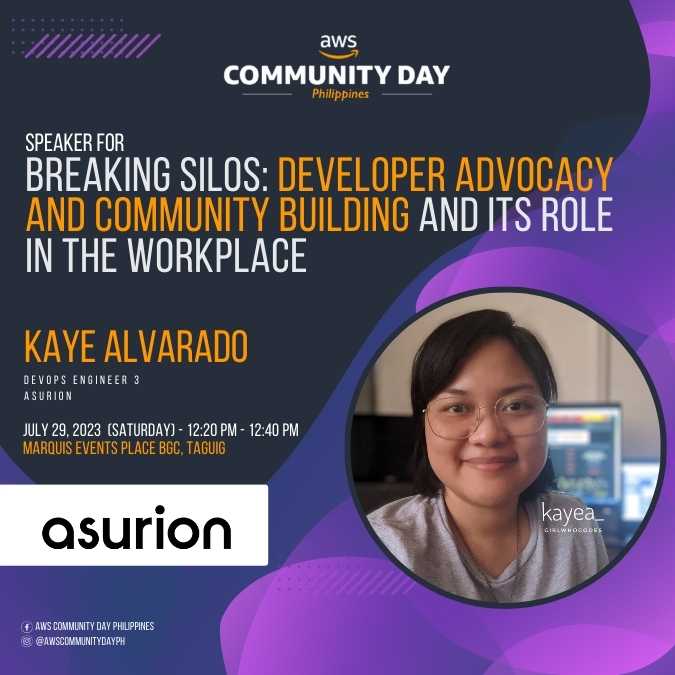 aws
COMMUNITY DAY
Philippines
SPEAKER FOR
BREAKING SILOS: DEVELOPER ADVOCACY
AND COMMUNITY BUILDING AND ITS ROLE
IN THE WORKPLACE
KAYE ALVARADO
DEVOPS ENGINEER 3
ASURION
JULY 29, 2023 (SATURDAY) - 12:20 PM - 12:40 PM
MARQUIS EVENTS PLACE BGC, TAGUIG
kayea_
GIRLWHOCODES
asurion
AWS COMMUNITY DAY PHILIPPINES
@AWSCOMMUNITYDAYPH